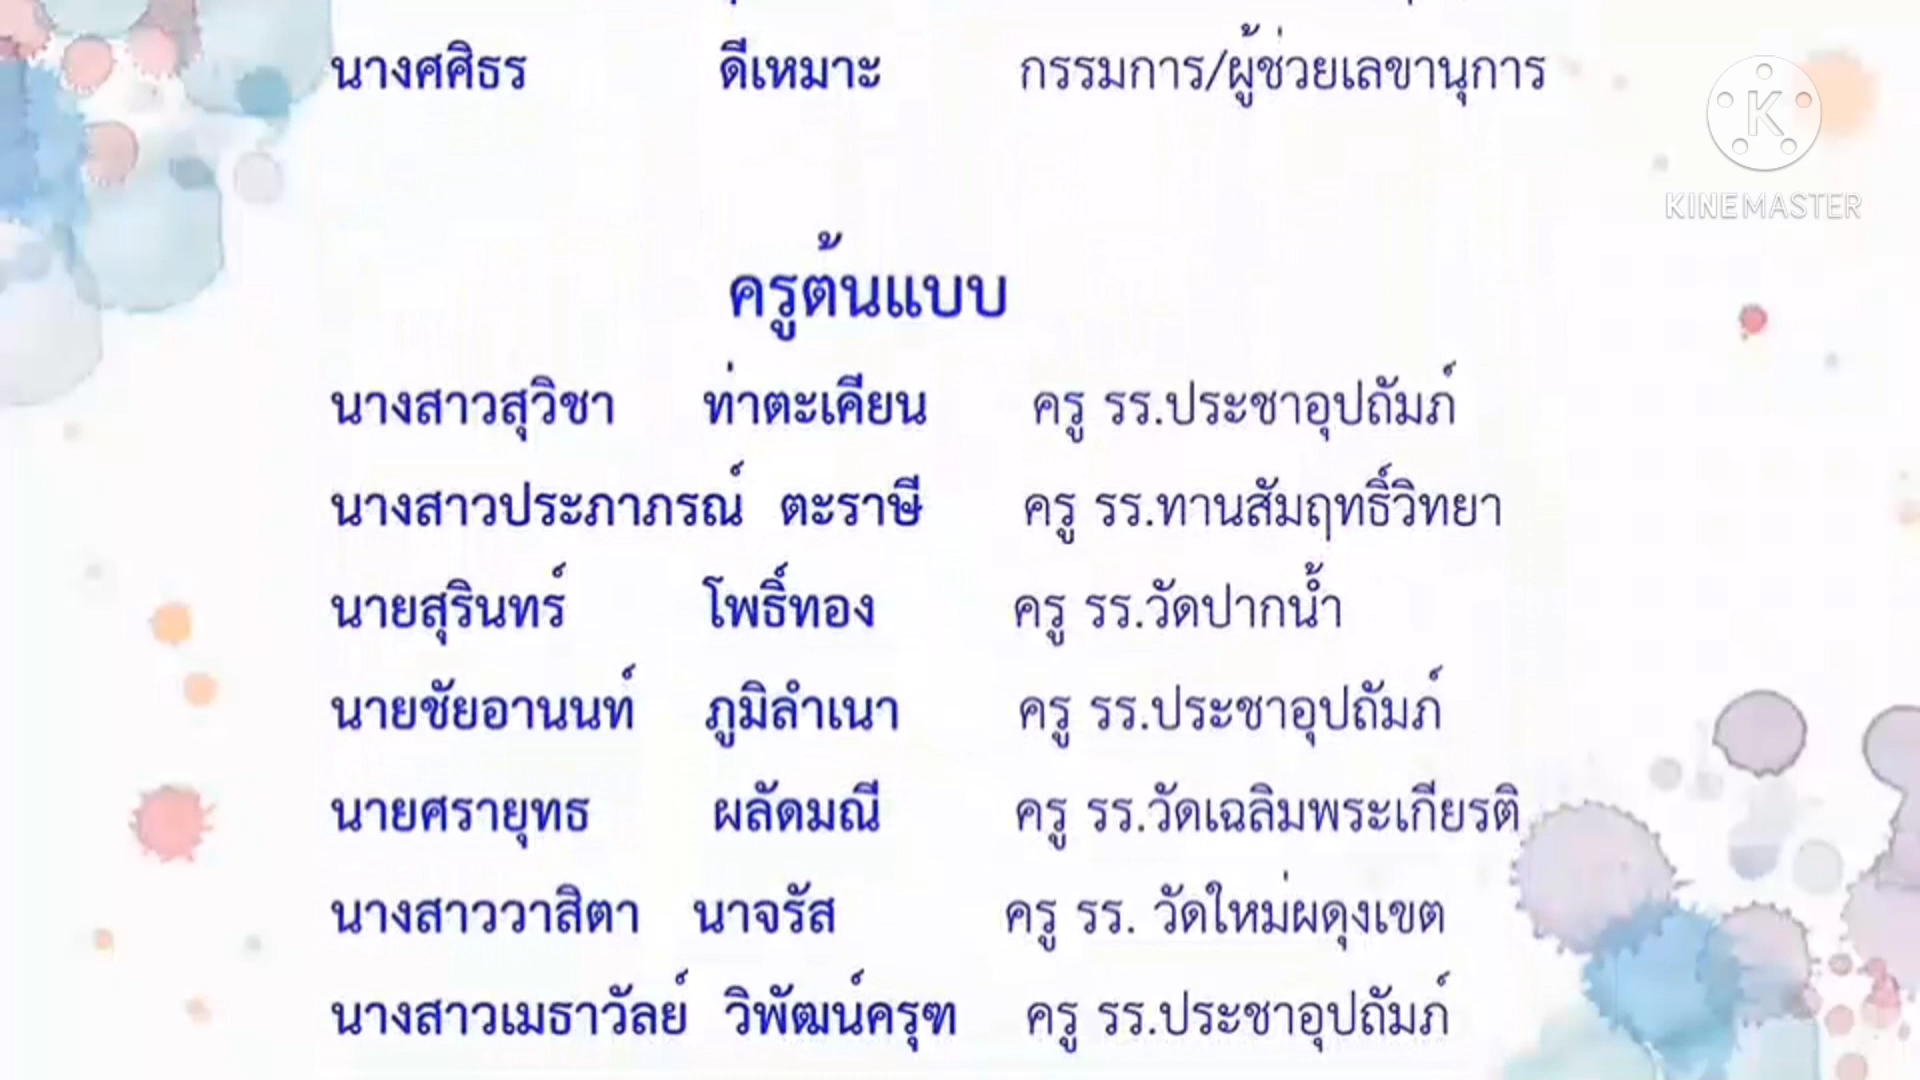 นางศศิธร ดีเหมาะ กรรมการ/ผู้ช่วยเลขานุการ
KINEMASTER
ครูต้นแบบ
นางสาวสุวิชา ท่าตะเคียน ครู รร.ประชาอุปถัมภ์
นางสาวประภาภรณ์ ตะราษี ครู รร.ทานสัมฤทธิ์วิทยา
นายสุรินทร์ โพธิ์ทอง ครู รร.วัดปากน้ำ
นายชัยอานนท์ ภูมิลำเนา ครู รร.ประชาอุปถัมภ์
นายศรายุทธ ผลัดมณี ครู รร.วัดเฉลิมพระเกียรติ
นางสาววาสิตา นาจรัส ครู รร. วัดใหม่ผดุงเขต
นางสาวเมธาวัลย์ วิพัฒน์ครุฑ ครู รร.ประชาอุปถัมภ์